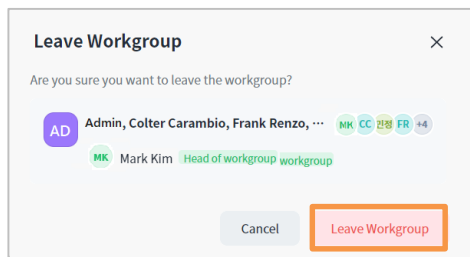 Leave Workgroup
Are you sure you want to leave the workgroup?
AD Admin, Colter Carambio, Frank Renzo, ··· MK CC 진정 FR +4
MK Mark Kim Head of workgroup workgroup
Cancel Leave Workgroup